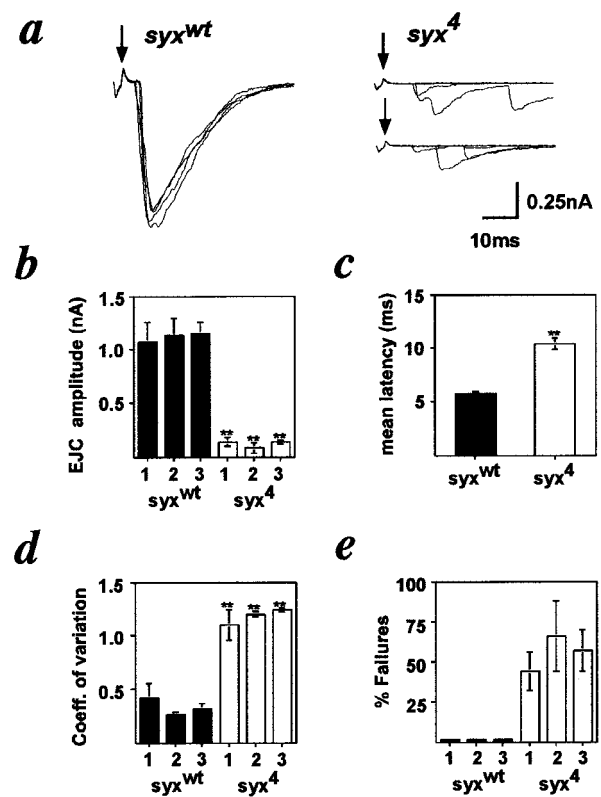 a
syxwt
syx4
0.25nA
10ms
b
EJC amplitude (nA)
1.5
1.0
0.5
** ** **
1 2 3 1 2 3
syxwt syx4
c
mean latency (ms)
15
10
5
**
syxwt syx4
d
Coeff. of variation
1.5
1.0
0.5
** ** **
1 2 3 1 2 3
syxwt syx4
e
% Failures
100
75
50
25
1 2 3 1 2 3
syxwt syx4